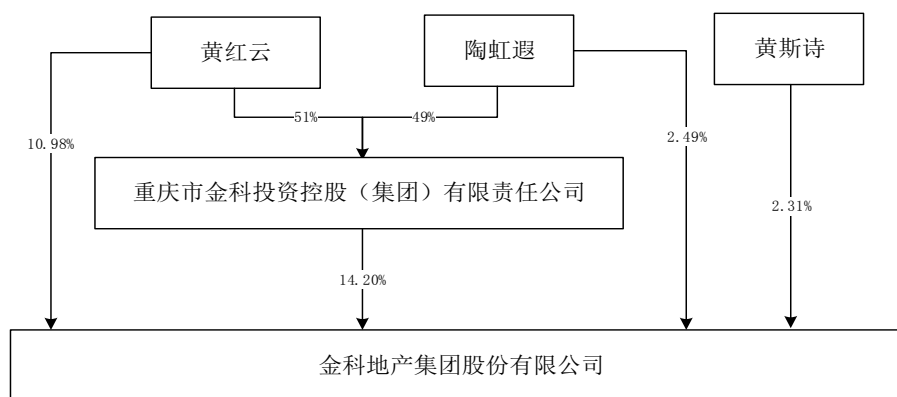 黄红云
陶虹遐
黄斯诗
51%
49%
10.98%
2.49%
重庆市金科投资控股（集团）有限责任公司
2.31%
14.20%
金科地产集团股份有限公司